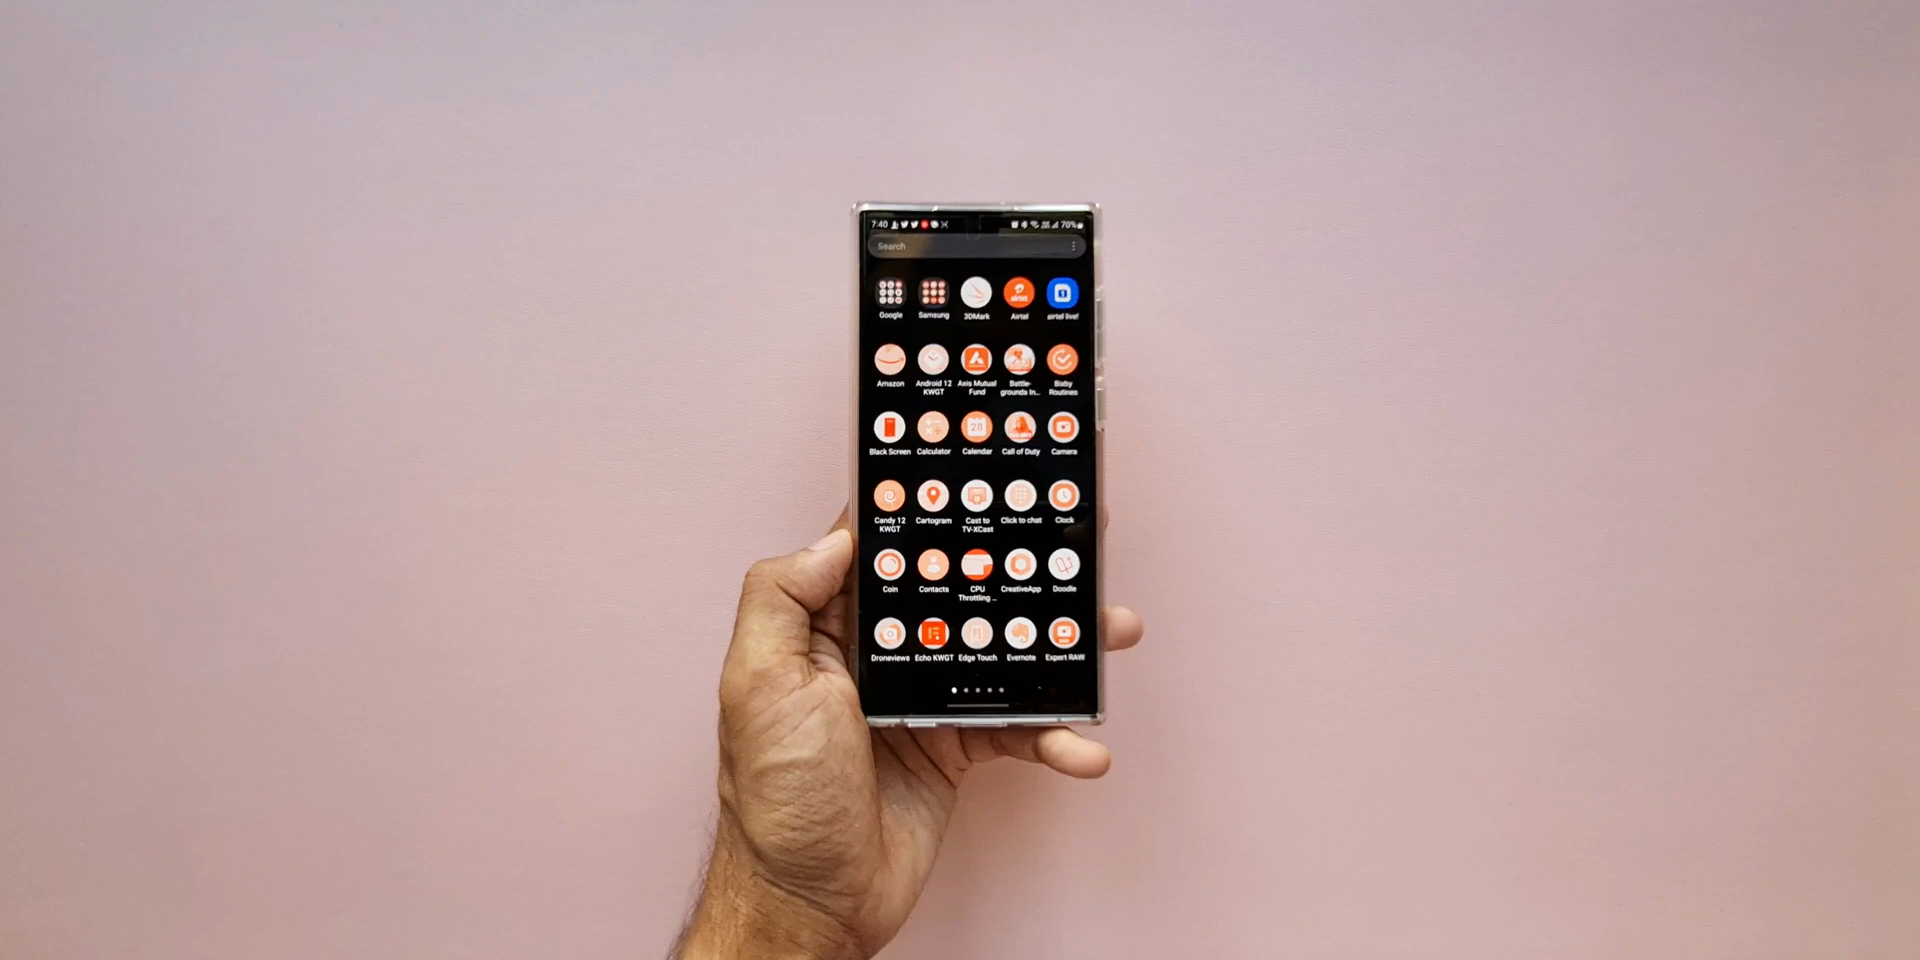 7:40 70%
Search
Google Samsung 3DMark Airtel airtel live!
Amazon Android 12 KWGT Axis Mutual Fund Battle-grounds In... Bixby Routines
Black Screen Calculator Calendar Call of Duty Camera
Candy 12 KWGT Cartogram Cast to TV-XCast Click to chat Clock
Coin Contacts CPU Throttling ... CreativeApp Doodle
Droneviews Echo KWGT Edge Touch Evernote Expert RAW